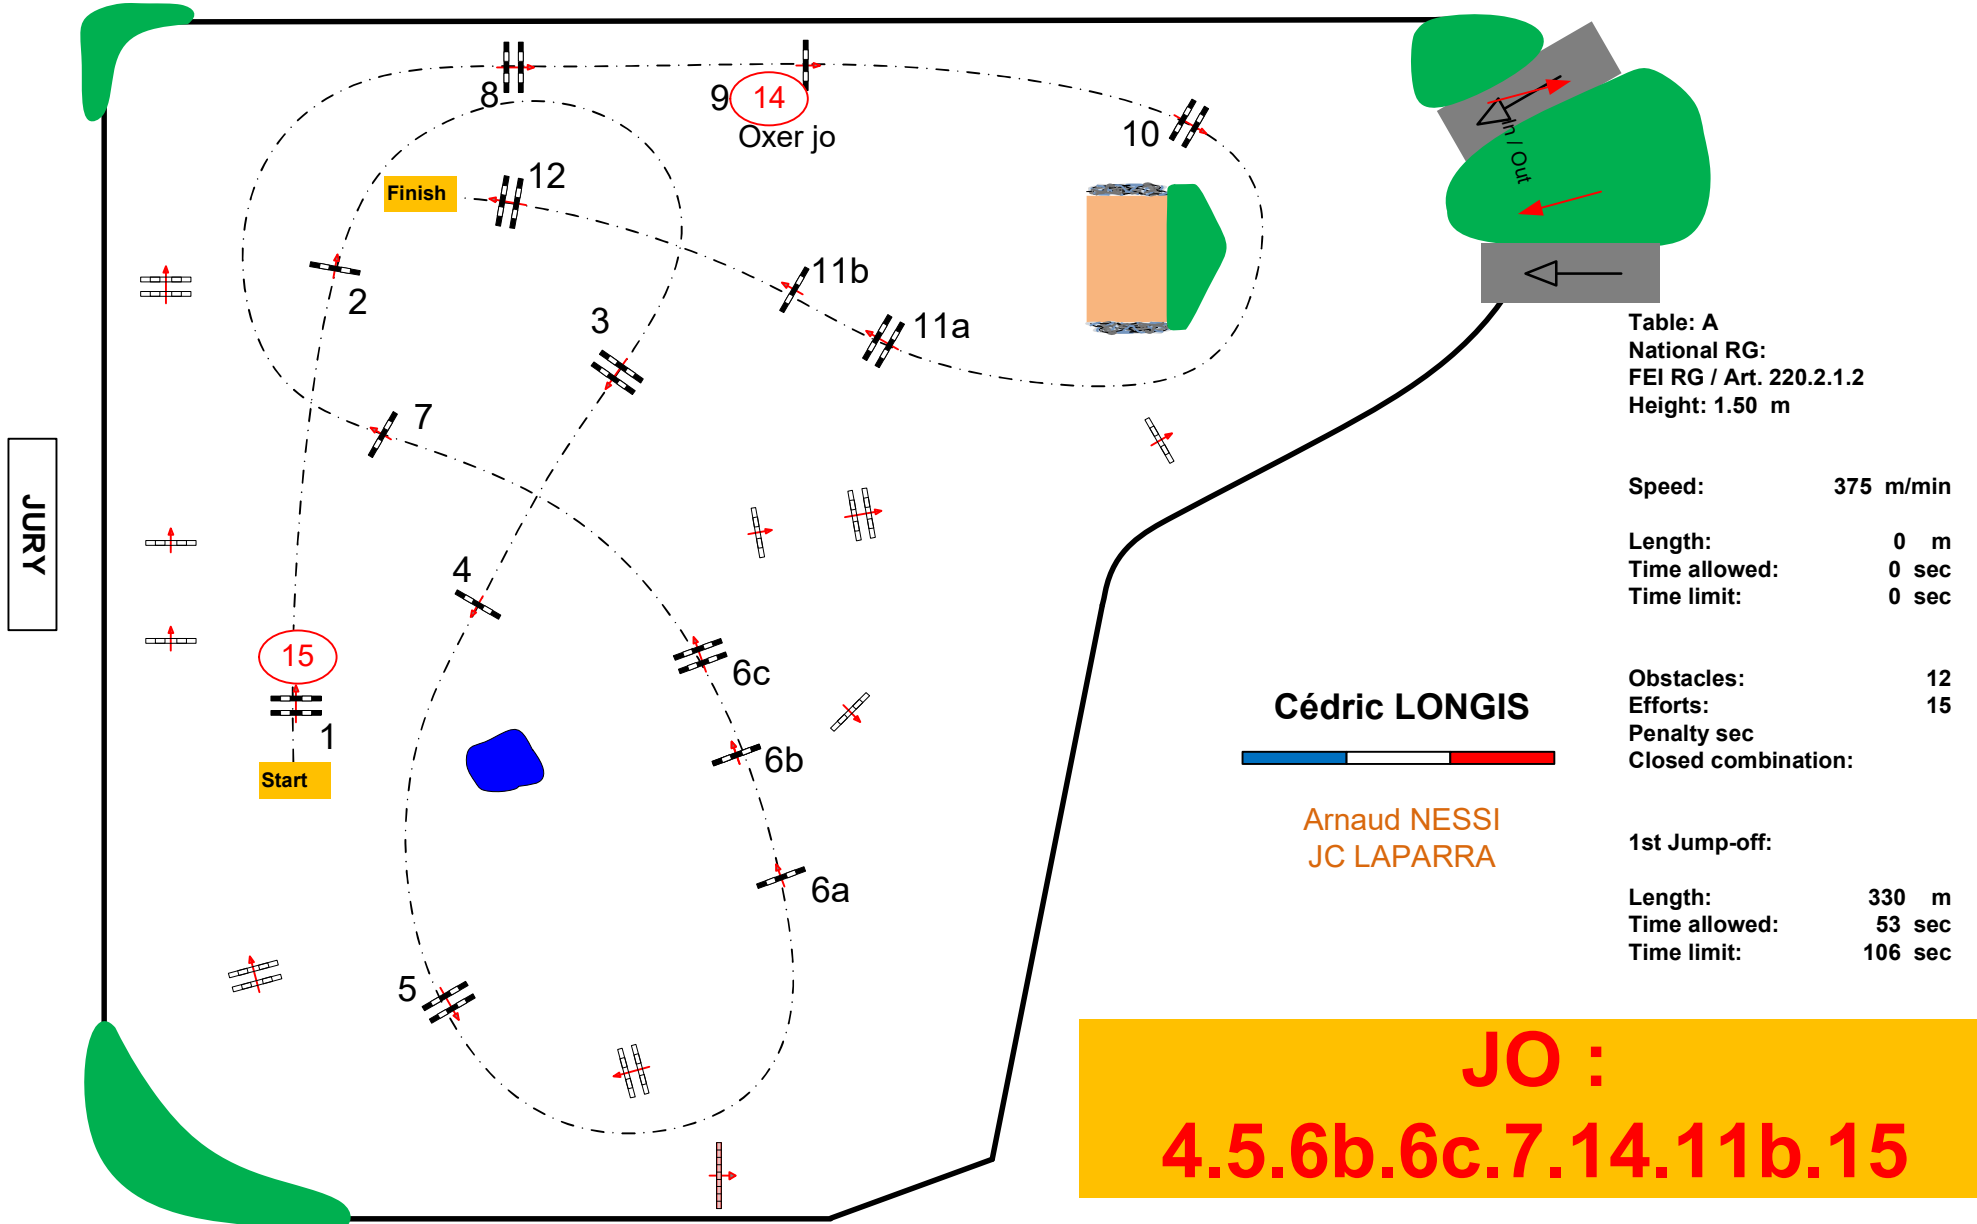 8
9
14
Oxer jo
10
In / Out
Finish
12
2
3
11b
11a
7
JURY
4
15
1
Start
6c
6b
6a
5
Table: A
National RG:
FEI RG / Art. 220.2.1.2
Height: 1.50 m
Speed: 375 m/min
Length: 0 m
Time allowed: 0 sec
Time limit: 0 sec
Obstacles: 12
Efforts: 15
Penalty sec
Closed combination:
1st Jump-off:
Length: 330 m
Time allowed: 53 sec
Time limit: 106 sec
Cédric LONGIS
Arnaud NESSI
JC LAPARRA
JO :
4.5.6b.6c.7.14.11b.15